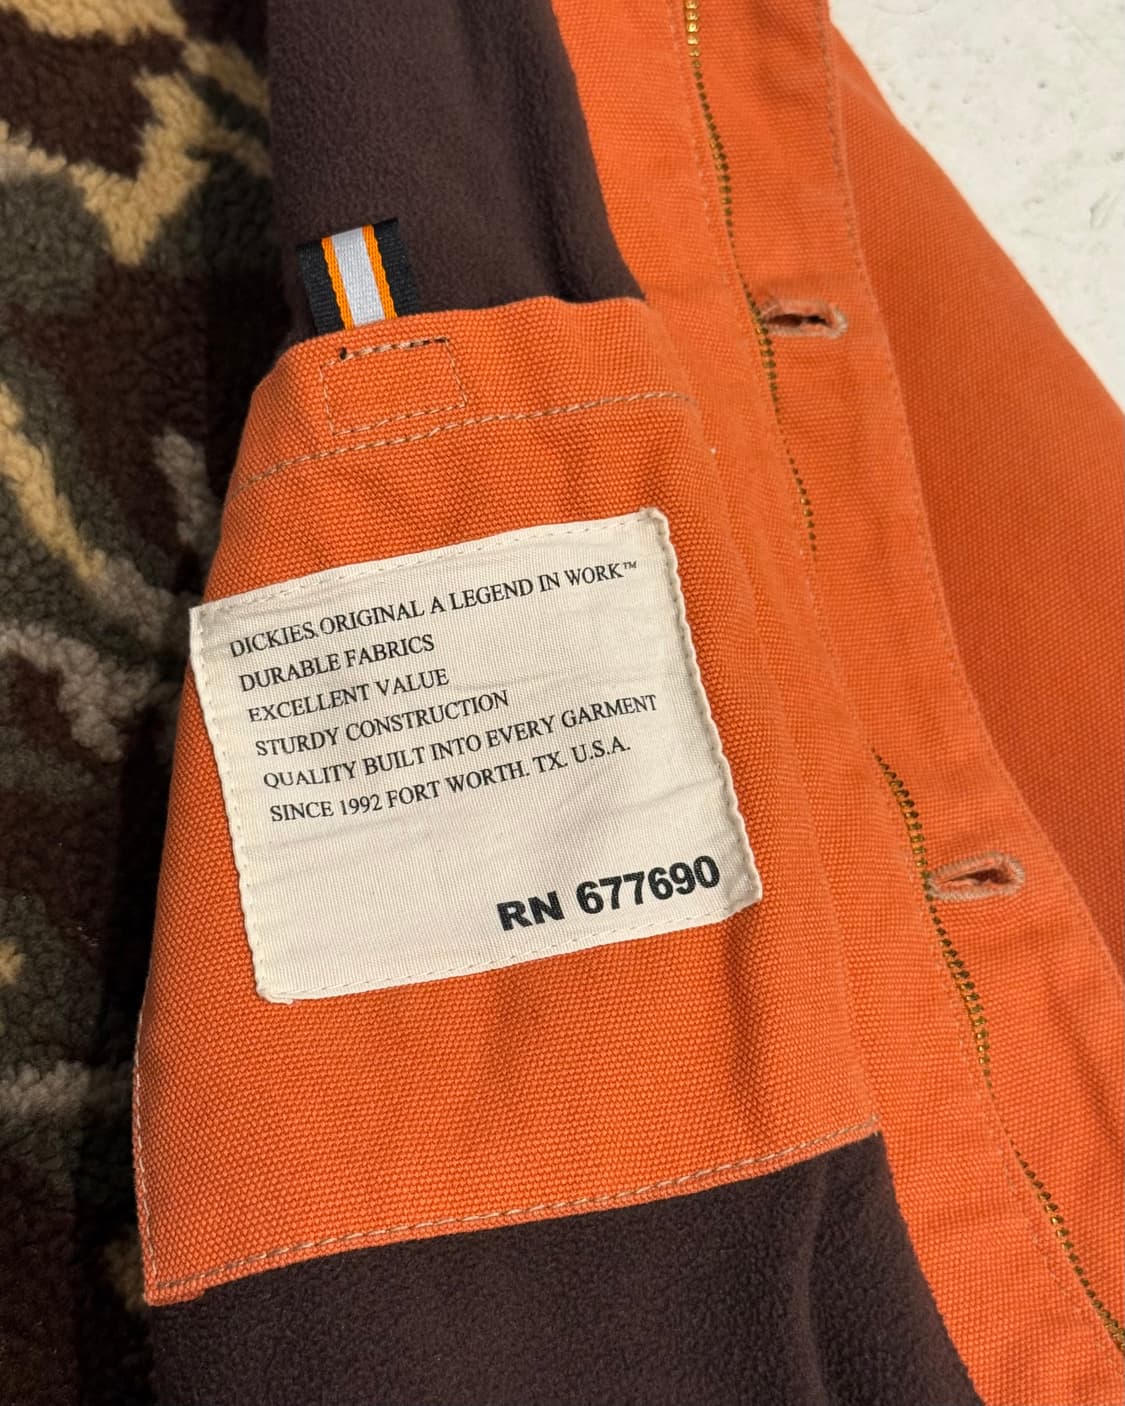 DICKIES. ORIGINAL A LEGEND IN WORK™
DURABLE FABRICS
EXCELLENT VALUE
STURDY CONSTRUCTION
QUALITY BUILT INTO EVERY GARMENT
SINCE 1992 FORT WORTH. TX. U.S.A.
RN 677690